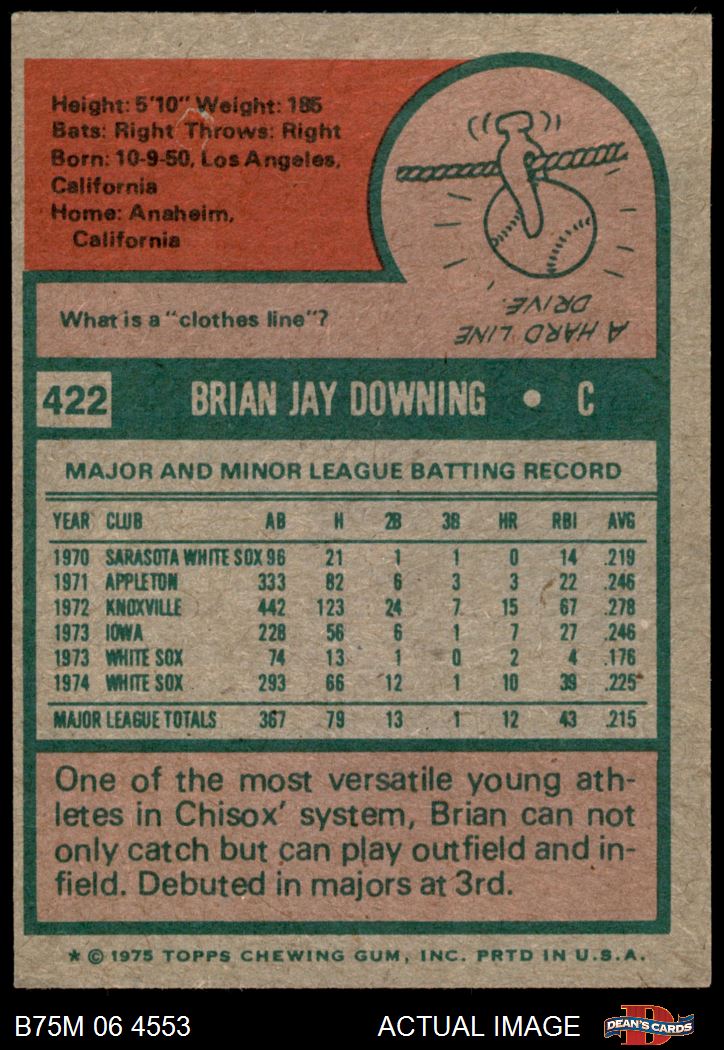 Height: 5'10" Weight: 185
Bats: Right Throws: Right
Born: 10-9-50, Los Angeles,
California
Home: Anaheim,
California
What is a "clothes line"?
A HARD LINE
DRIVE.
422 BRIAN JAY DOWNING • C
MAJOR AND MINOR LEAGUE BATTING RECORD
YEAR CLUB AB H 2B 3B HR RBI AVG
1970 SARASOTA WHITE SOX 96 21 1 1 0 14 .219
1971 APPLETON 333 82 6 3 3 22 .246
1972 KNOXVILLE 442 123 24 7 15 67 .278
1973 IOWA 228 56 6 1 7 27 .246
1973 WHITE SOX 74 13 1 0 2 4 .176
1974 WHITE SOX 293 66 12 1 10 39 .225
MAJOR LEAGUE TOTALS 367 79 13 1 12 43 .215
One of the most versatile young ath-
letes in Chisox' system, Brian can not
only catch but can play outfield and in-
field. Debuted in majors at 3rd.
* © 1975 TOPPS CHEWING GUM, INC. PRTD IN U.S.A.
B75M 06 4553 ACTUAL IMAGE DEAN'S CARDS